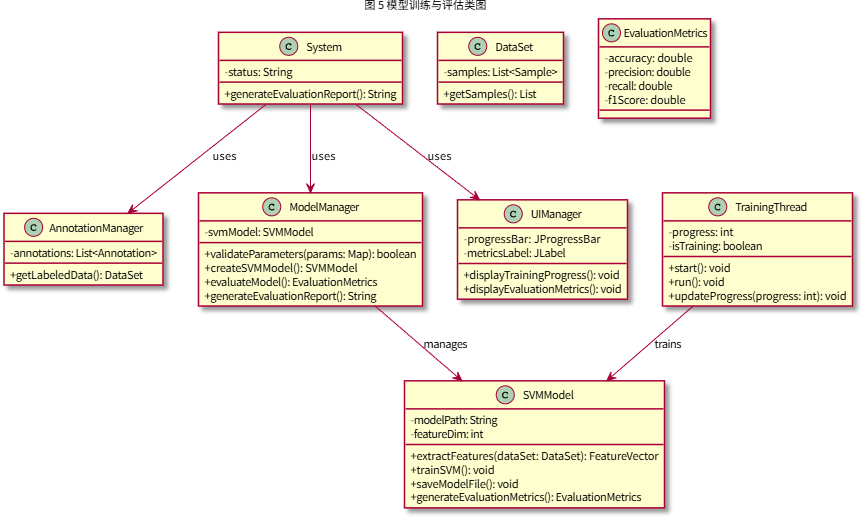 图 5 模型训练与评估类图
C System
-status: String
+generateEvaluationReport(): String
C DataSet
-samples: List<Sample>
+getSamples(): List
C EvaluationMetrics
-accuracy: double
-precision: double
-recall: double
-f1Score: double
uses
uses
uses
C AnnotationManager
-annotations: List<Annotation>
+getLabeledData(): DataSet
C ModelManager
-svmModel: SVMModel
+validateParameters(params: Map): boolean
+createSVMModel(): SVMModel
+evaluateModel(): EvaluationMetrics
+generateEvaluationReport(): String
C UIManager
-progressBar: JProgressBar
-metricsLabel: JLabel
+displayTrainingProgress(): void
+displayEvaluationMetrics(): void
C TrainingThread
-progress: int
-isTraining: boolean
+start(): void
+run(): void
+updateProgress(progress: int): void
manages
trains
C SVMModel
-modelPath: String
-featureDim: int
+extractFeatures(dataSet: DataSet): FeatureVector
+trainSVM(): void
+saveModelFile(): void
+generateEvaluationMetrics(): EvaluationMetrics